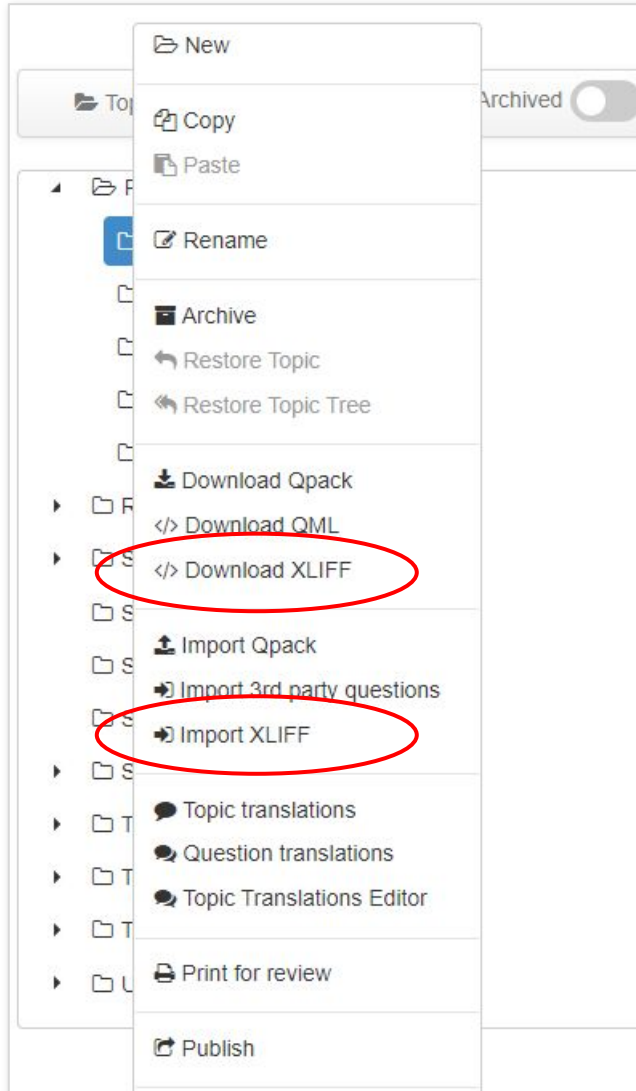 New
Top
Archived
Copy
Paste
Rename
Archive
Restore Topic
Restore Topic Tree
Download Qpack
</> Download QML
</> Download XLIFF
Import Qpack
Import 3rd party questions
Import XLIFF
Topic translations
Question translations
Topic Translations Editor
Print for review
Publish